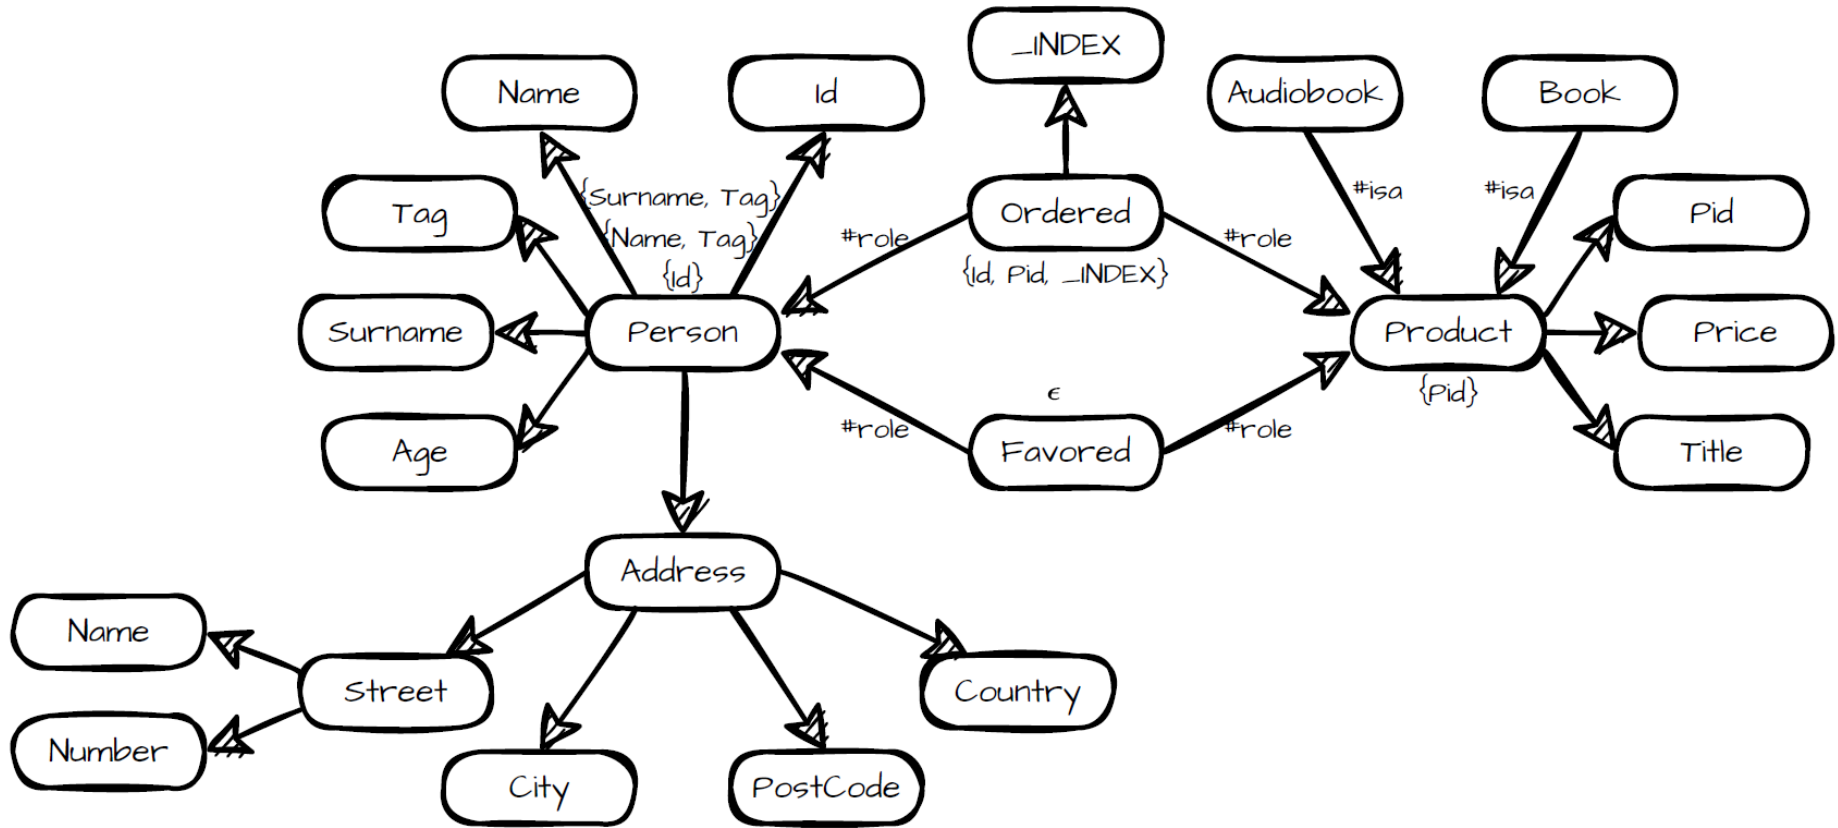 _INDEX
Name
Id
Audiobook
Book
{Surname, Tag}
#isa
#isa
Tag
Ordered
Pid
{Name, Tag}
#role
#role
{Id}
{Id, Pid, _INDEX}
Surname
Person
Product
Price
ϵ
{Pid}
#role
#role
Age
Favored
Title
Address
Name
Street
Country
Number
City
PostCode